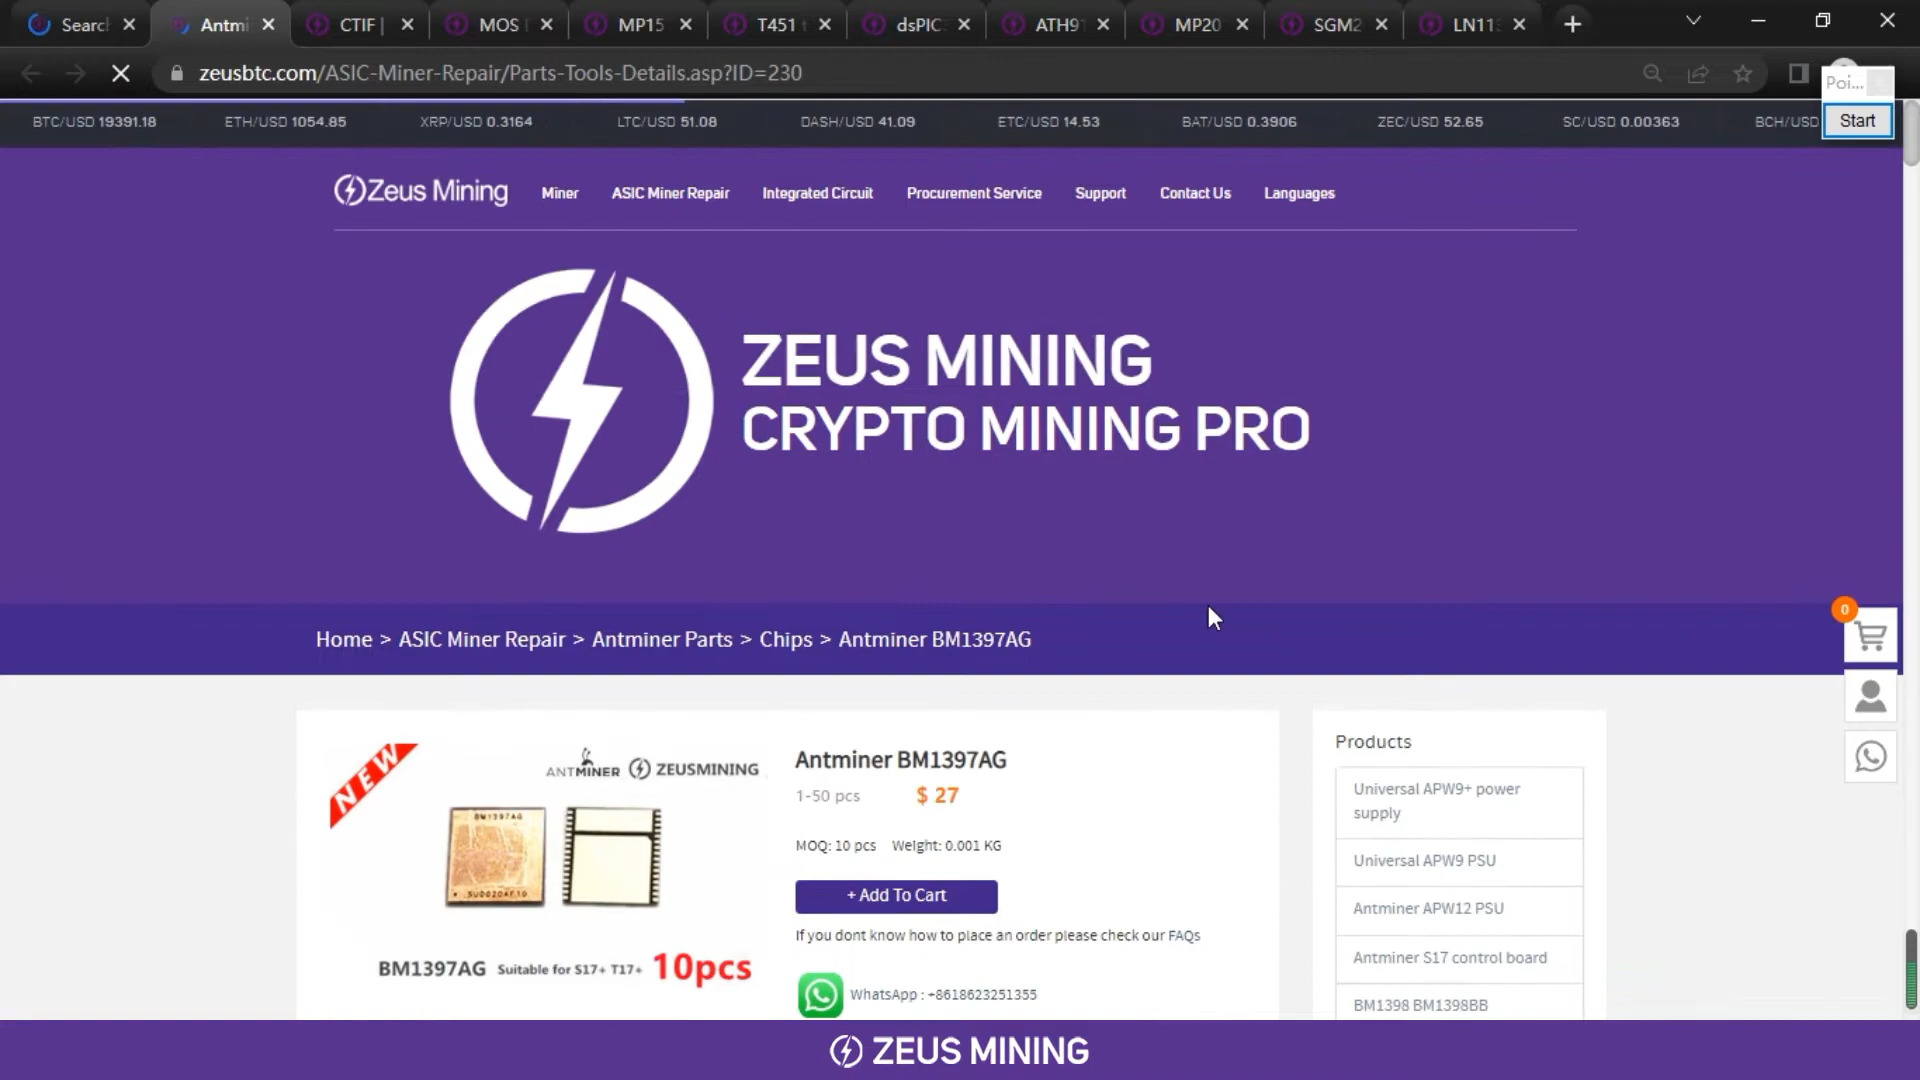 Searc
Antmi
CTIF |
MOS
MP15
T451
dsPIC
ATH9
MP20
SGM2
LN11
zeusbtc.com/ASIC-Miner-Repair/Parts-Tools-Details.asp?ID=230
Poi...
Start
BTC/USD 19391.18
ETH/USD 1054.85
XRP/USD 0.3164
LTC/USD 51.08
DASH/USD 41.09
ETC/USD 14.53
BAT/USD 0.3906
ZEC/USD 52.65
SC/USD 0.00363
BCH/USD
Zeus Mining
Miner
ASIC Miner Repair
Integrated Circuit
Procurement Service
Support
Contact Us
Languages
ZEUS MINING
CRYPTO MINING PRO
0
Home > ASIC Miner Repair > Antminer Parts > Chips > Antminer BM1397AG
NEW
ANTMINER ZEUSMINING
BM1397AG
BM1397AG Suitable for S17+ T17+ 10pcs
Antminer BM1397AG
1-50 pcs $ 27
MOQ: 10 pcs Weight: 0.001 KG
+ Add To Cart
If you dont know how to place an order please check our FAQs
WhatsApp : +8618623251355
Products
Universal APW9+ power
supply
Universal APW9 PSU
Antminer APW12 PSU
Antminer S17 control board
BM1398 BM1398BB
ZEUS MINING